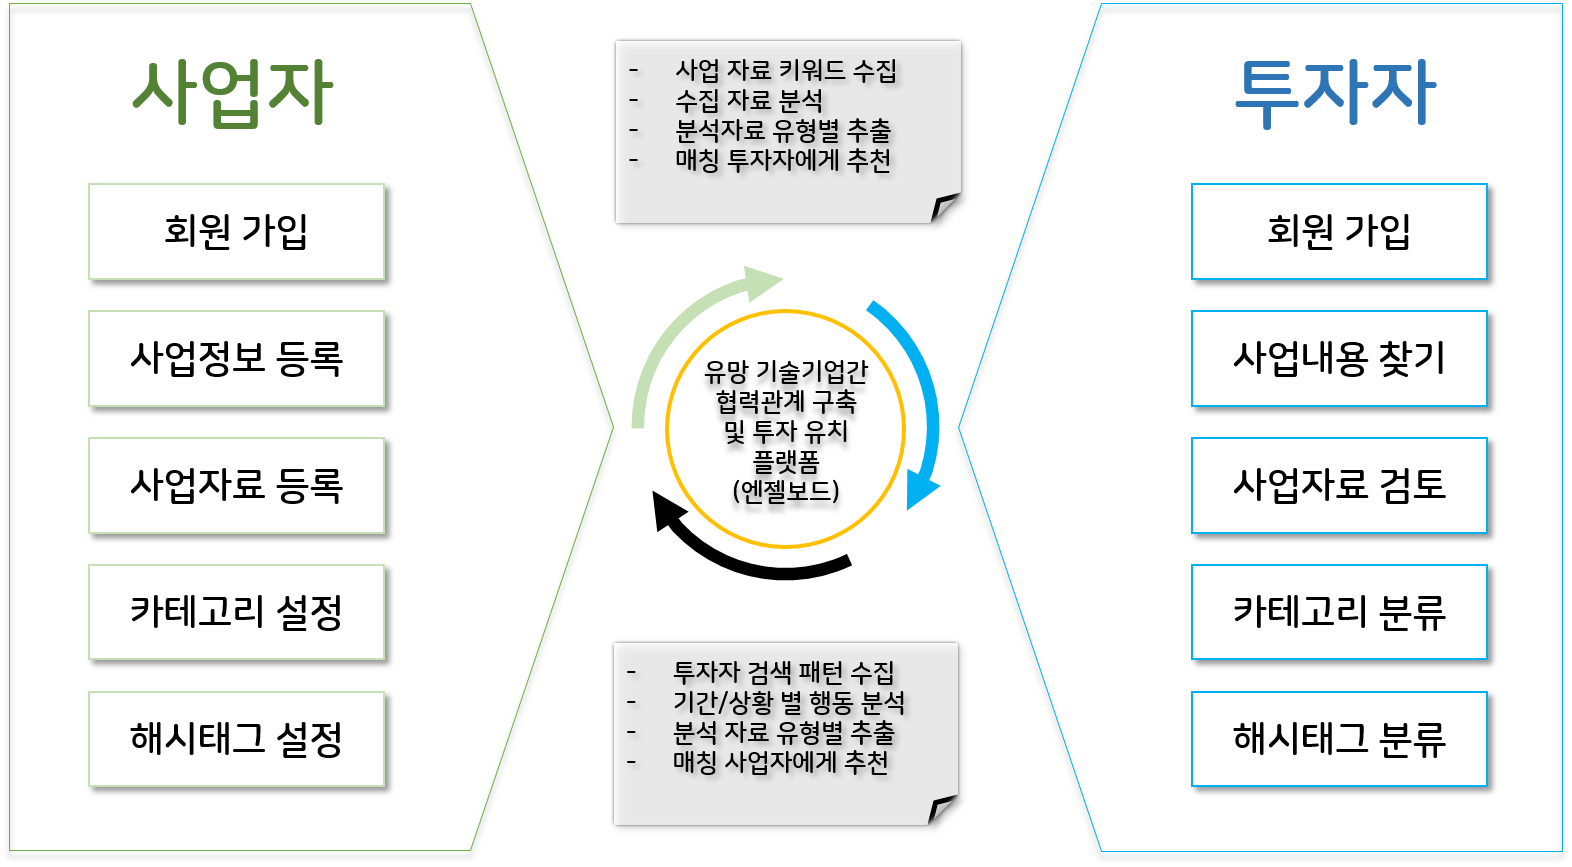 사업자
회원 가입
사업정보 등록
사업자료 등록
카테고리 설정
해시태그 설정
- 사업 자료 키워드 수집
- 수집 자료 분석
- 분석자료 유형별 추출
- 매칭 투자자에게 추천
유망 기술기업간
협력관계 구축
및 투자 유치
플랫폼
(엔젤보드)
- 투자자 검색 패턴 수집
- 기간/상황 별 행동 분석
- 분석 자료 유형별 추출
- 매칭 사업자에게 추천
투자자
회원 가입
사업내용 찾기
사업자료 검토
카테고리 분류
해시태그 분류